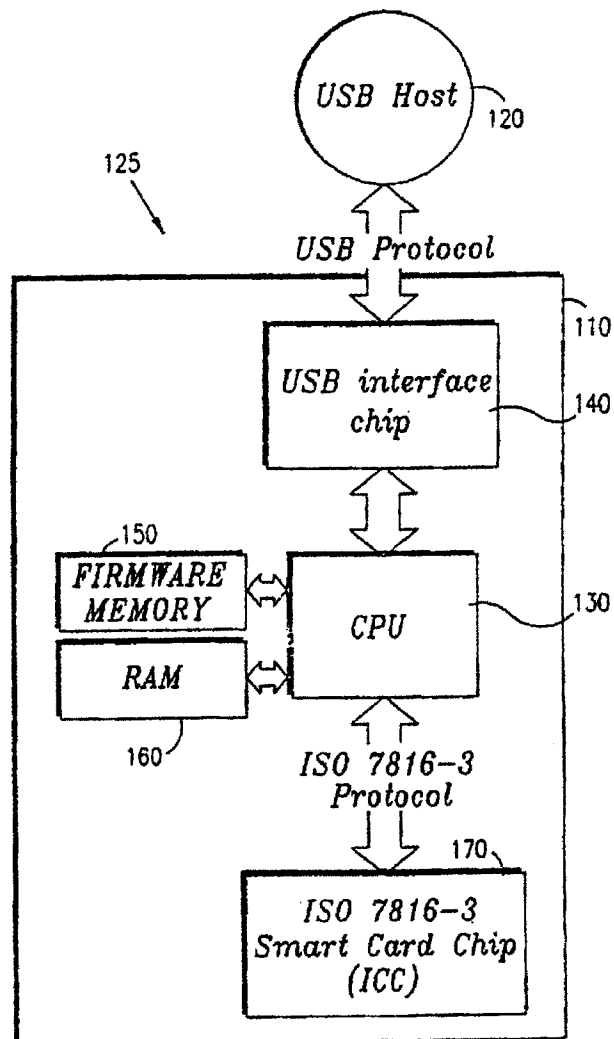 USB Host
120
125
USB Protocol
110
USB interface
chip
140
150
FIRMWARE
MEMORY
CPU
130
RAM
160
ISO 7816-3
Protocol
170
ISO 7816-3
Smart Card Chip
(ICC)